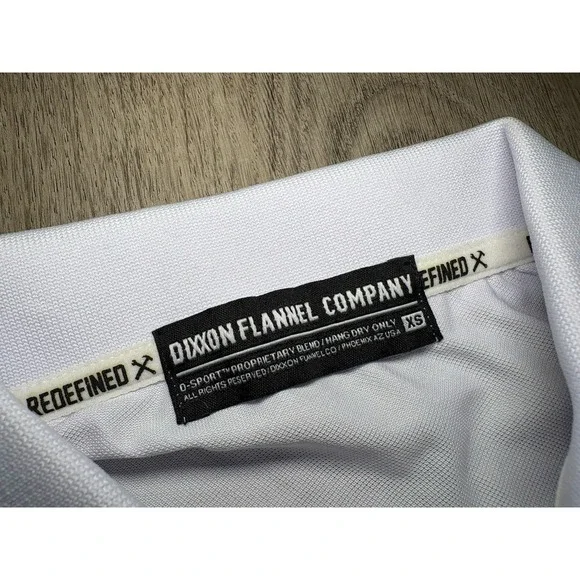 DIXXON FLANNEL COMPANY
D-SPORT™ PROPRIETARY BLEND / HANG DRY ONLY
ALL RIGHTS RESERVED / DIXXON FLANNEL CO / PHOENIX AZ USA
XS
REDEFINED
EFINED